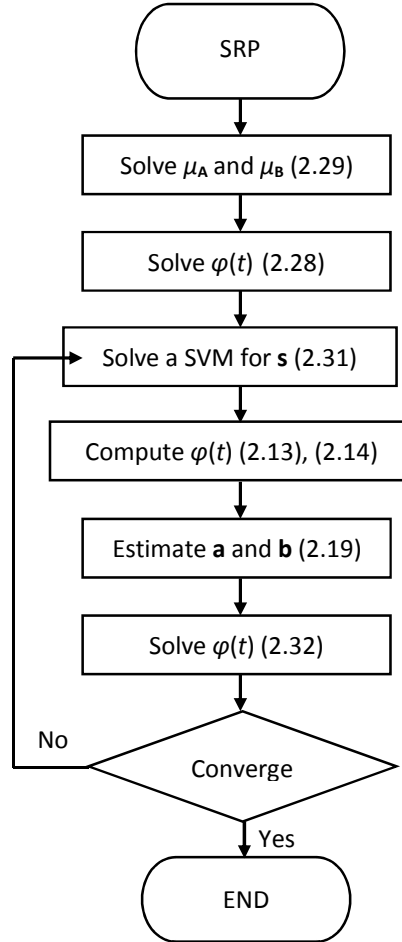 SRP
Solve μA and μB (2.29)
Solve φ(t) (2.28)
Solve a SVM for s (2.31)
Compute φ(t) (2.13), (2.14)
Estimate a and b (2.19)
Solve φ(t) (2.32)
No
Converge
Yes
END